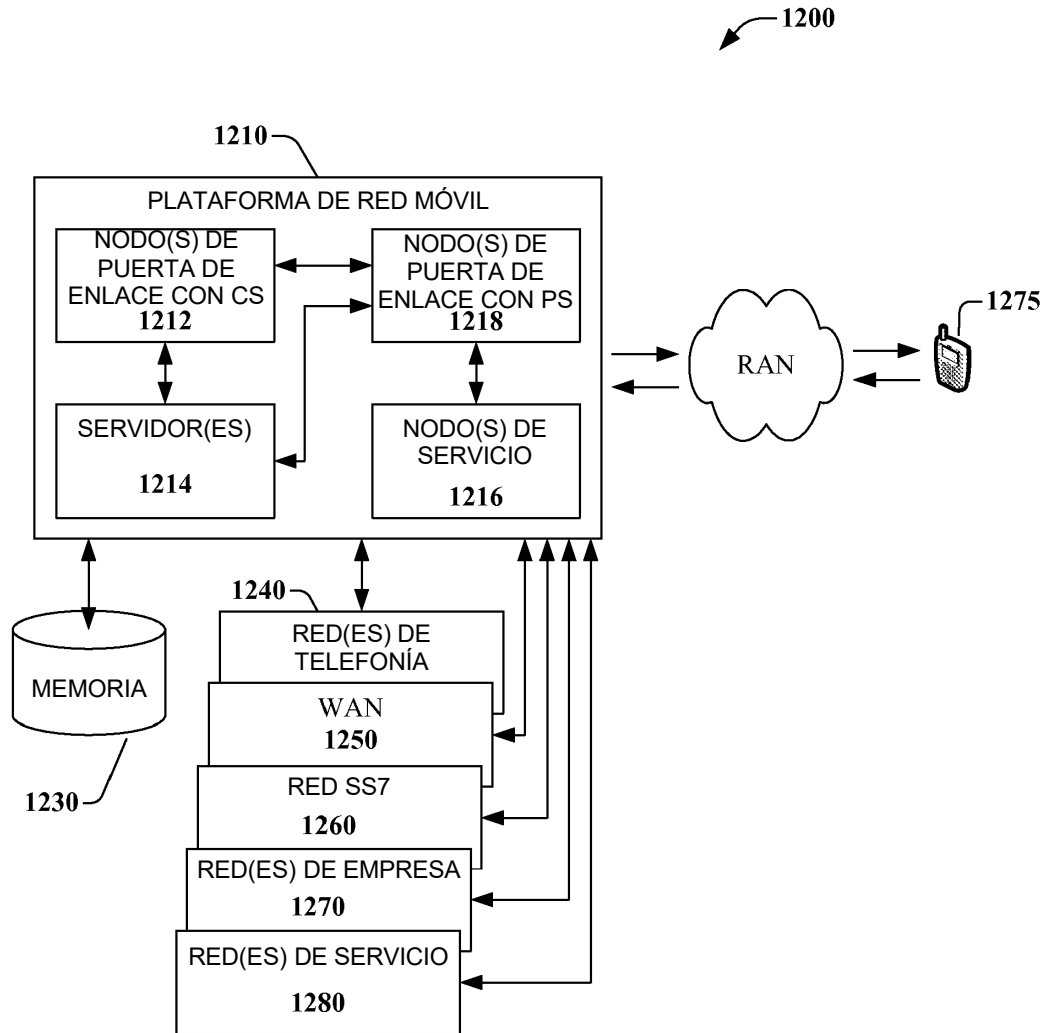 1200
1210
PLATAFORMA DE RED MÓVIL
NODO(S) DE
PUERTA DE
ENLACE CON CS
1212
NODO(S) DE
PUERTA DE
ENLACE CON PS
1218
SERVIDOR(ES)
1214
NODO(S) DE
SERVICIO
1216
RAN
1275
MEMORIA
1230
1240
RED(ES) DE
TELEFONÍA
WAN
1250
RED SS7
1260
RED(ES) DE EMPRESA
1270
RED(ES) DE SERVICIO
1280